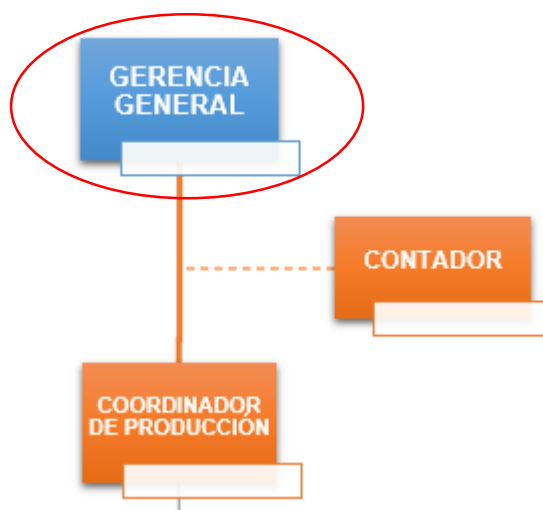 GERENCIA
GENERAL
CONTADOR
COORDINADOR
DE PRODUCCIÓN